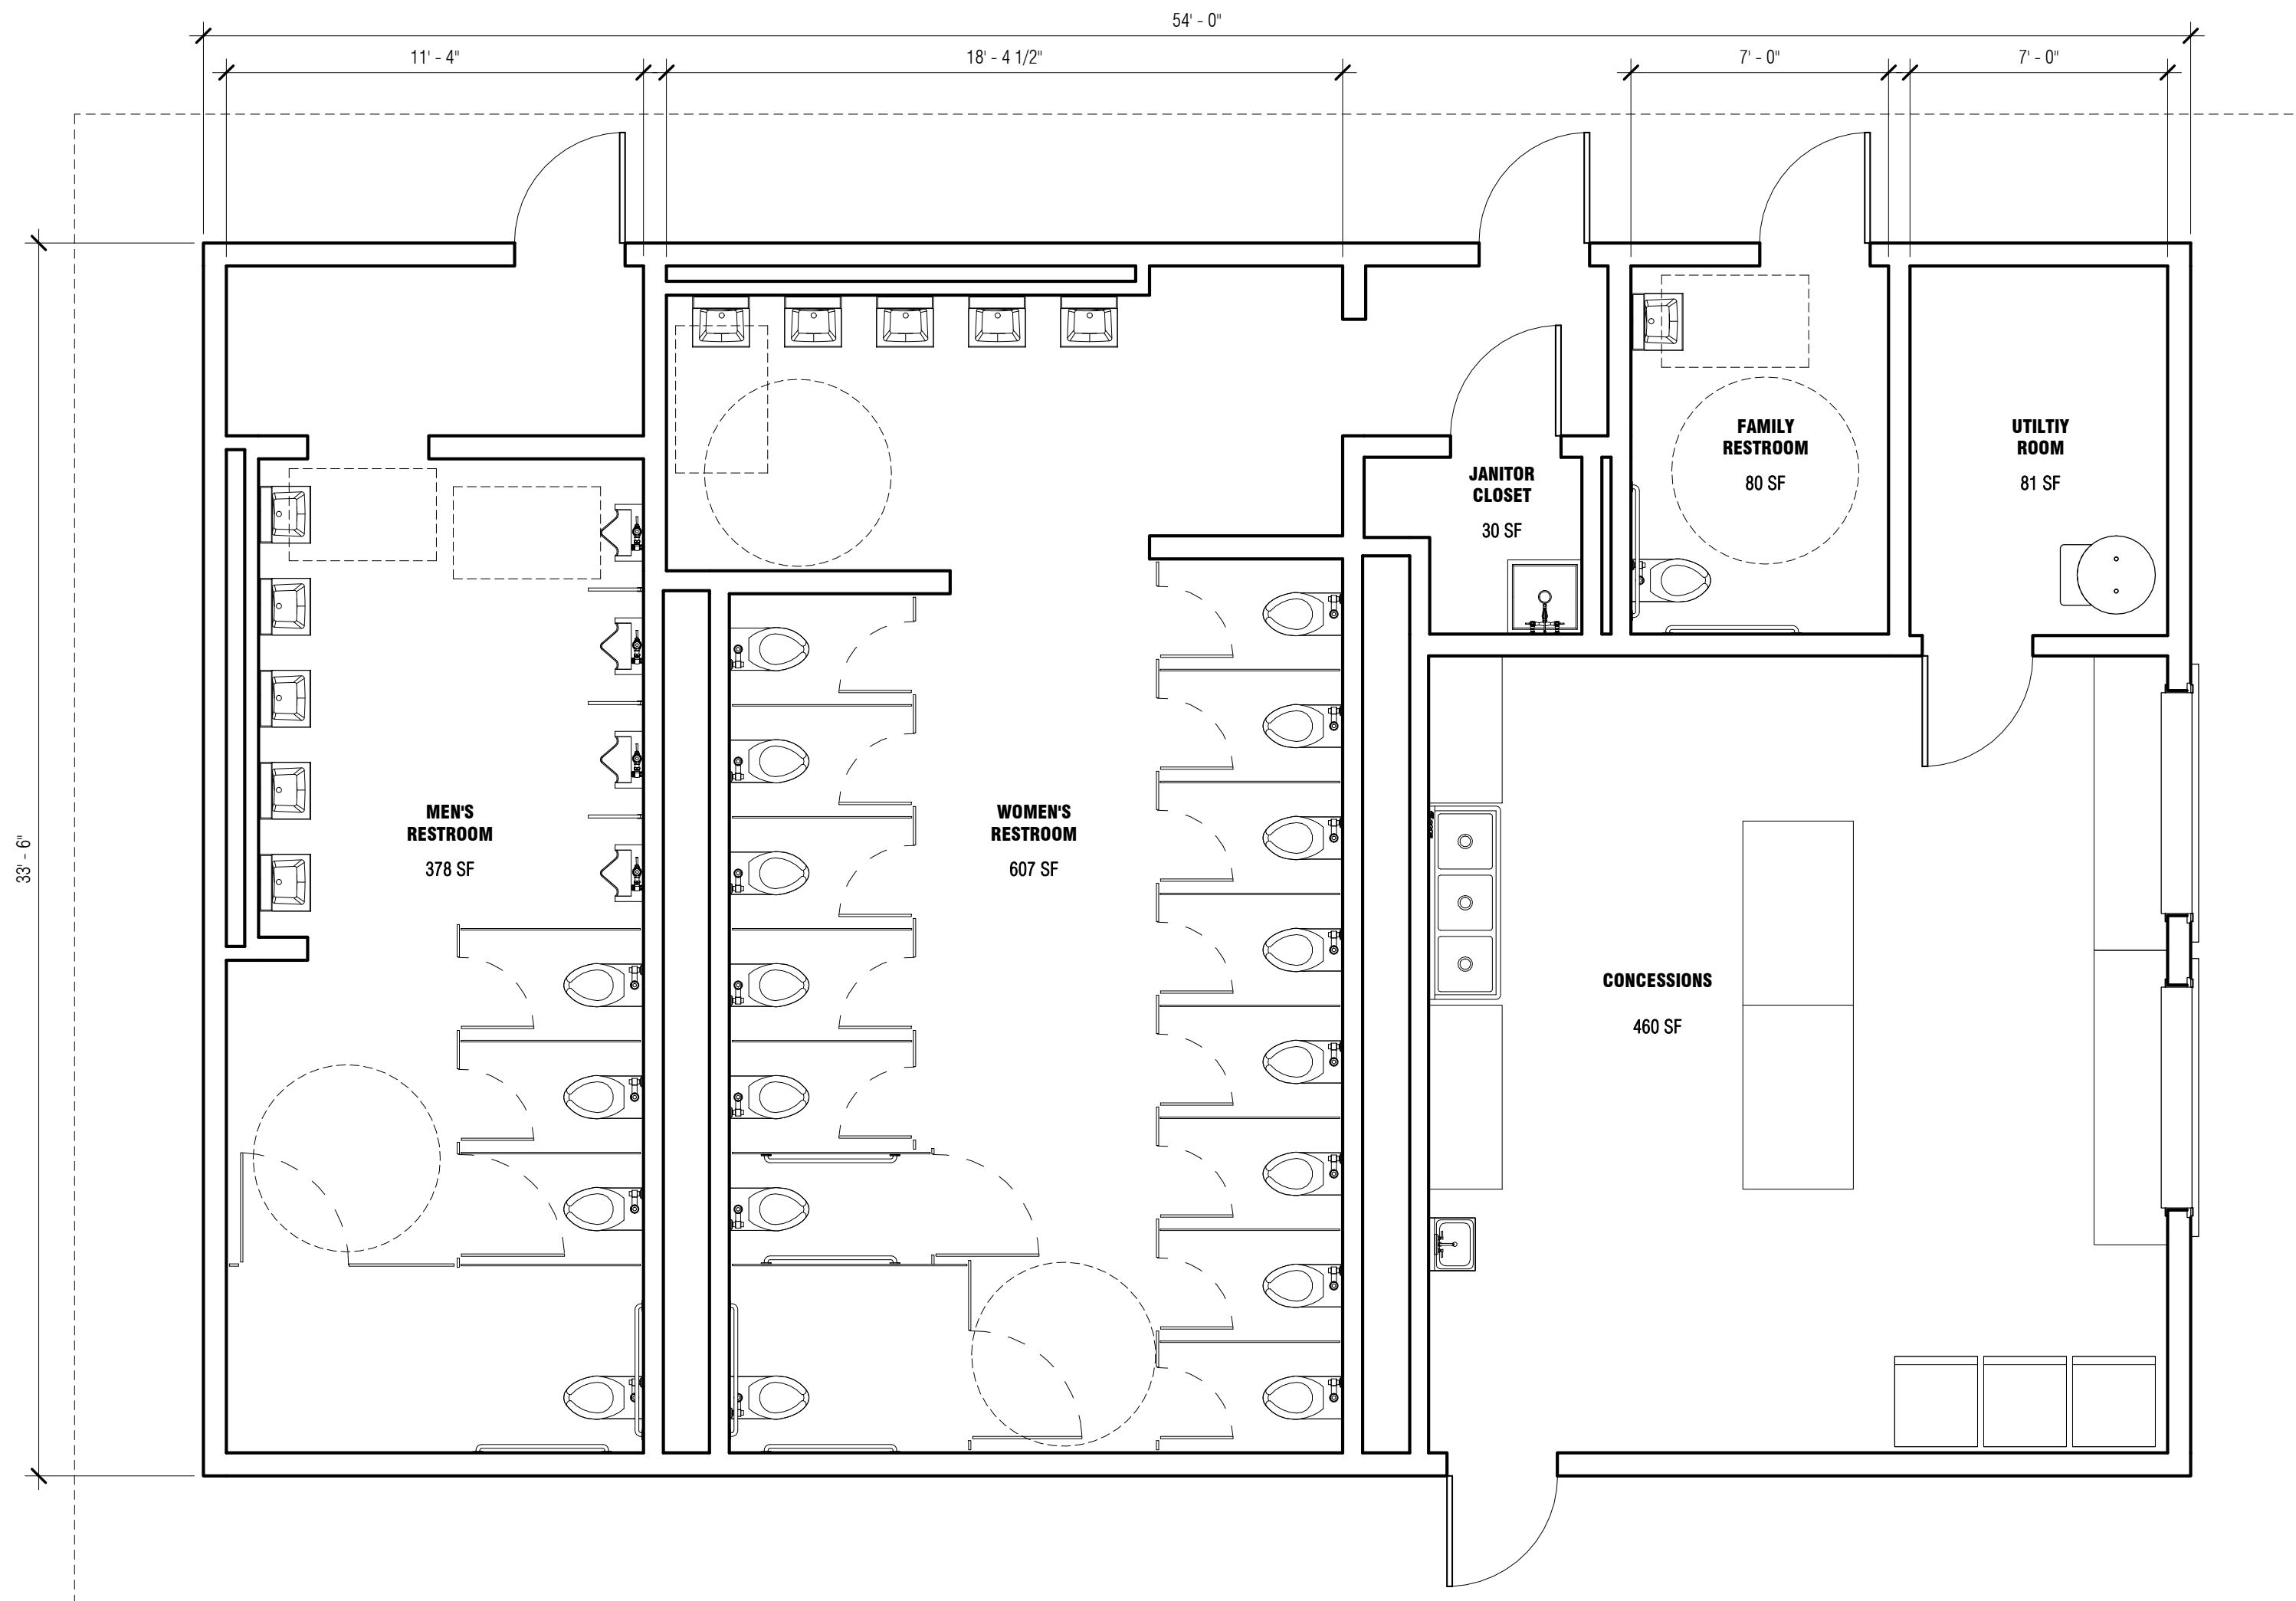 54' - 0"
11' - 4"
18' - 4 1/2"
7' - 0"
7' - 0"
33' - 6"
MEN'S
RESTROOM
378 SF
WOMEN'S
RESTROOM
607 SF
JANITOR
CLOSET
30 SF
FAMILY
RESTROOM
80 SF
UTILTIY
ROOM
81 SF
CONCESSIONS
460 SF